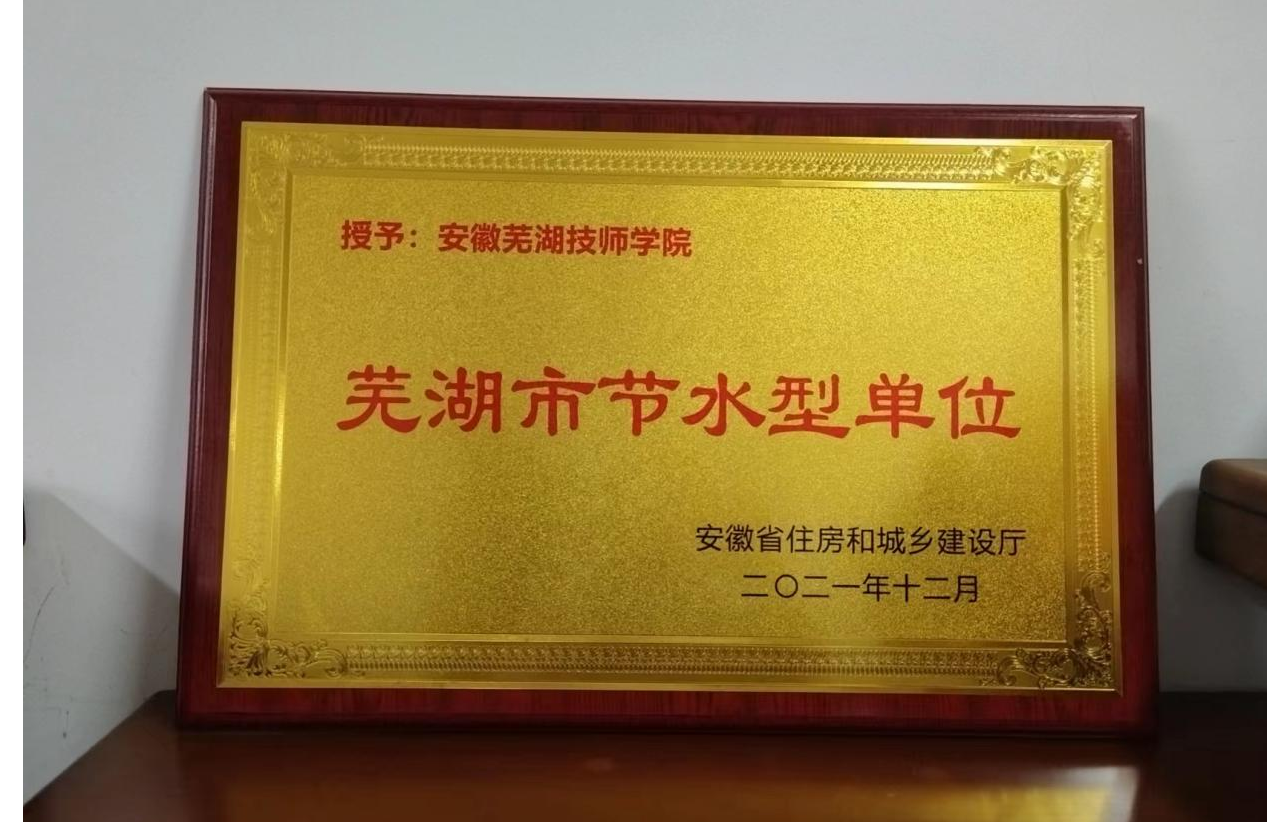 授予：安徽芜湖技师学院
芜湖市节水型单位
安徽省住房和城乡建设厅
二〇二一年十二月